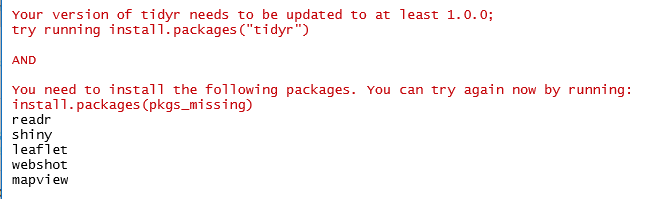 Your version of tidyr needs to be updated to at least 1.0.0;
try running install.packages("tidyr")
AND
You need to install the following packages. You can try again now by running:
install.packages(pkgs_missing)
readr
shiny
leaflet
webshot
mapview